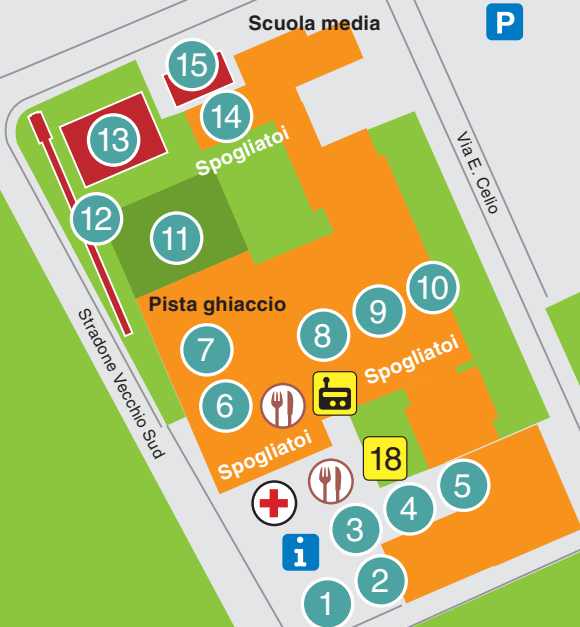 Scuola media
P
15
14
Spogliatoi
13
Via E. Celio
12
11
10
Pista ghiaccio
9
8
7
Stradone Vecchio Sud
Spogliatoi
6
Spogliatoi
18
5
4
3
i
2
1